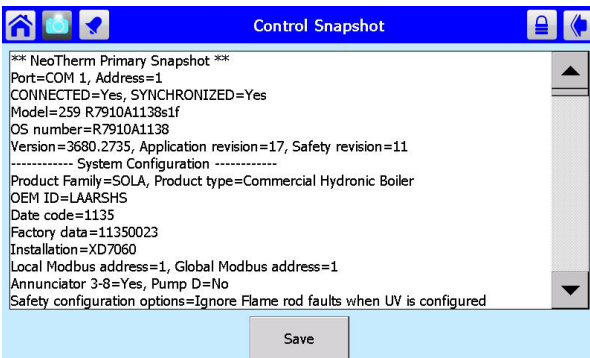 Control Snapshot
** NeoTherm Primary Snapshot **
Port=COM 1, Address=1
CONNECTED=Yes, SYNCHRONIZED=Yes
Model=259 R7910A1138s1f
OS number=R7910A1138
Version=3680.2735, Application revision=17, Safety revision=11
------------ System Configuration ------------
Product Family=SOLA, Product type=Commercial Hydronic Boiler
OEM ID=LAARSHS
Date code=1135
Factory data=11350023
Installation=XD7060
Local Modbus address=1, Global Modbus address=1
Annunciator 3-8=Yes, Pump D=No
Safety configuration options=Ignore Flame rod faults when UV is configured
Save